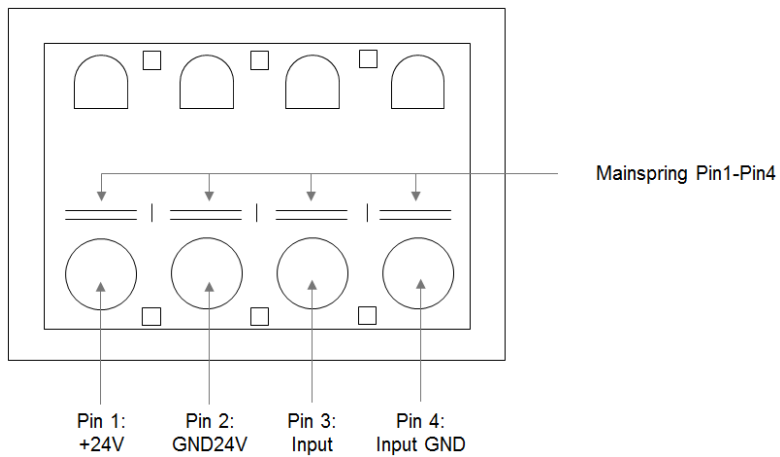 Mainspring Pin1-Pin4
Pin 1:
+24V
Pin 2:
GND24V
Pin 3:
Input
Pin 4:
Input GND